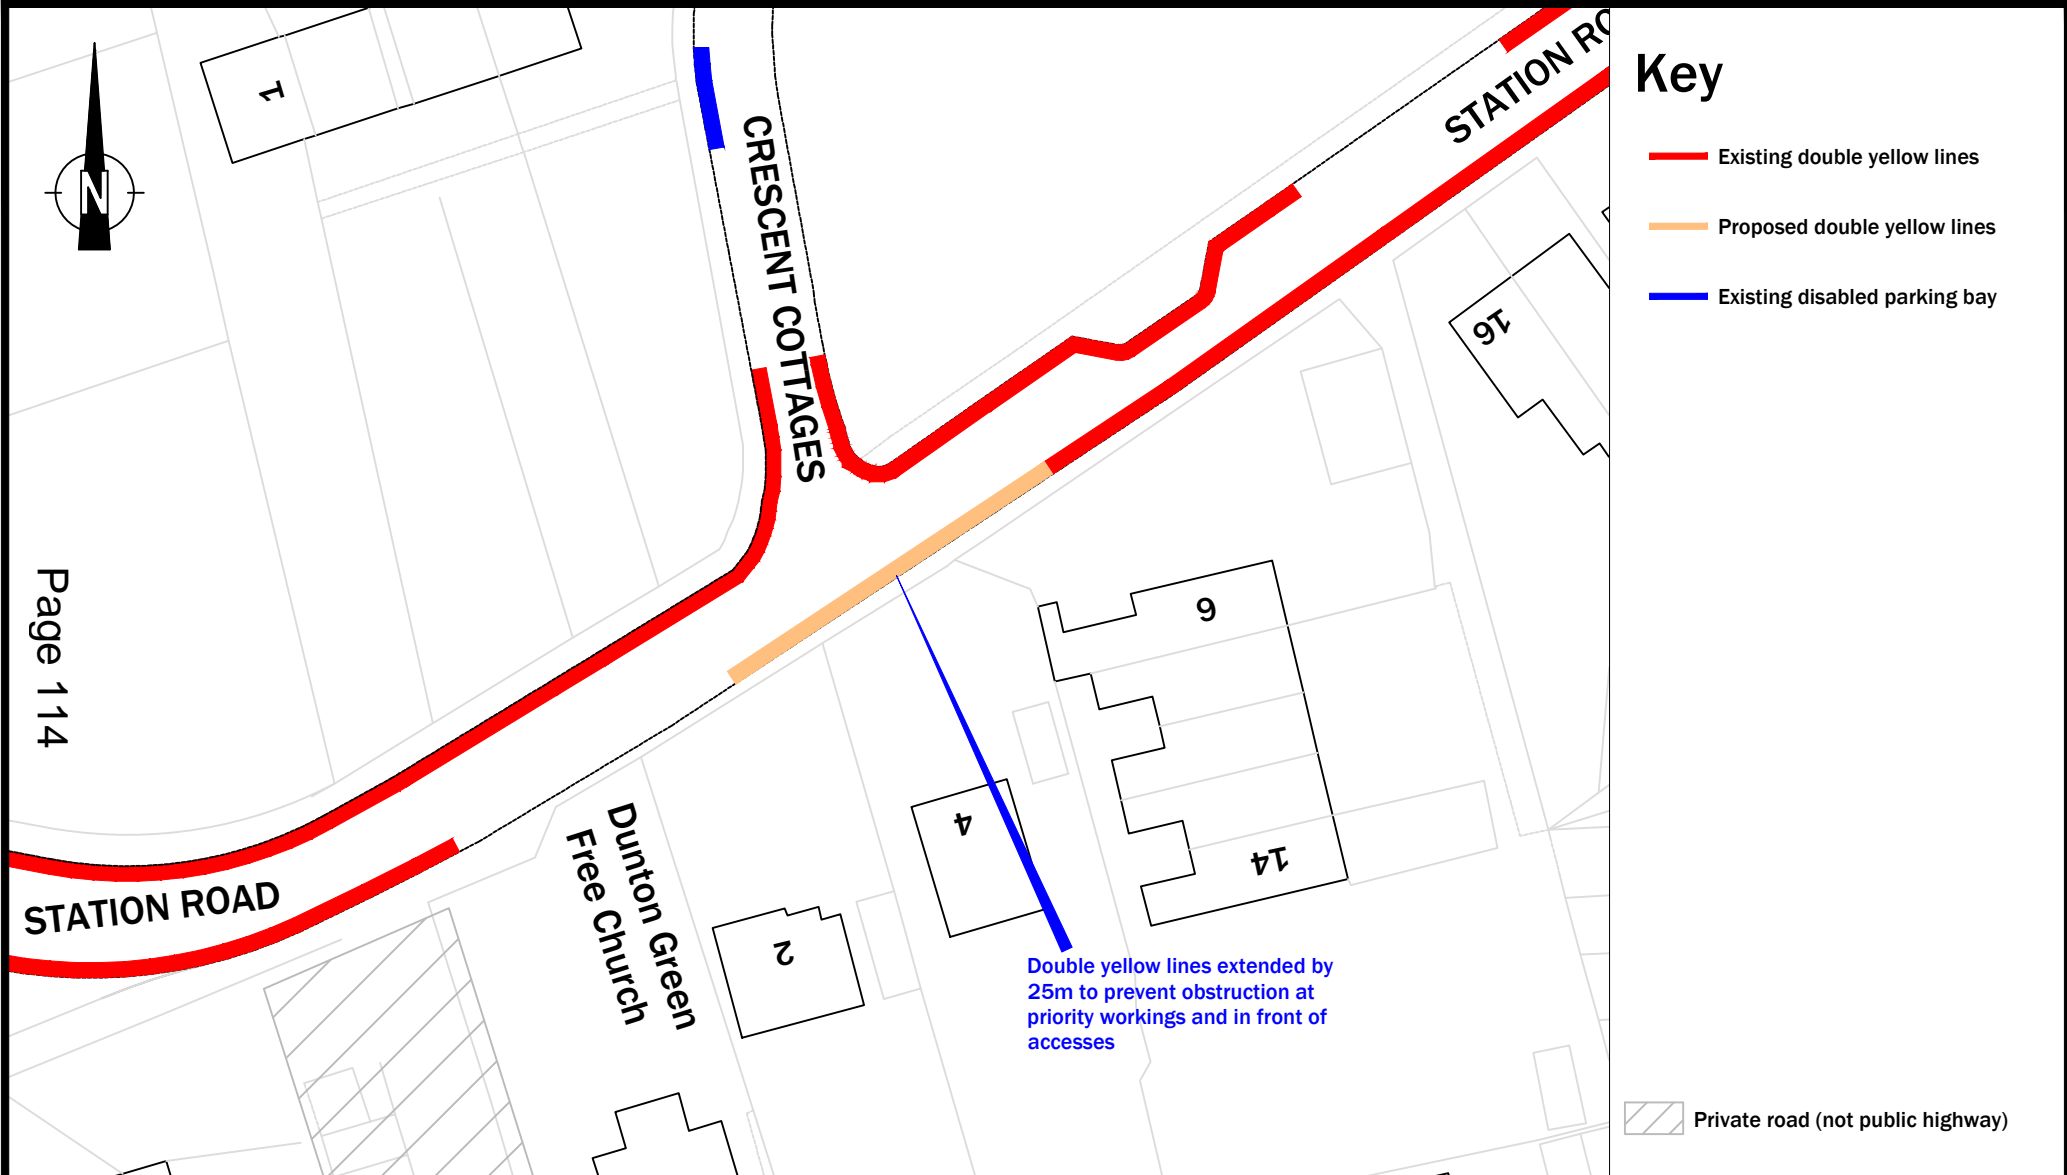 N
1
CRESCENT COTTAGES
STATION RO
16
6
4
14
2
Page 114
STATION ROAD
Dunton Green
Free Church
Double yellow lines extended by
25m to prevent obstruction at
priority workings and in front of
accesses
Key
Existing double yellow lines
Proposed double yellow lines
Existing disabled parking bay
Private road (not public highway)